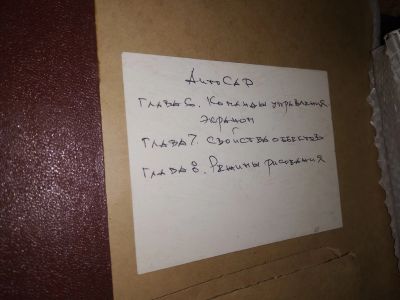 AutoCAD
Глава 6. Команды управления
экраном
Глава 7. Свойства объектов
Глава 8. Режимы рисования